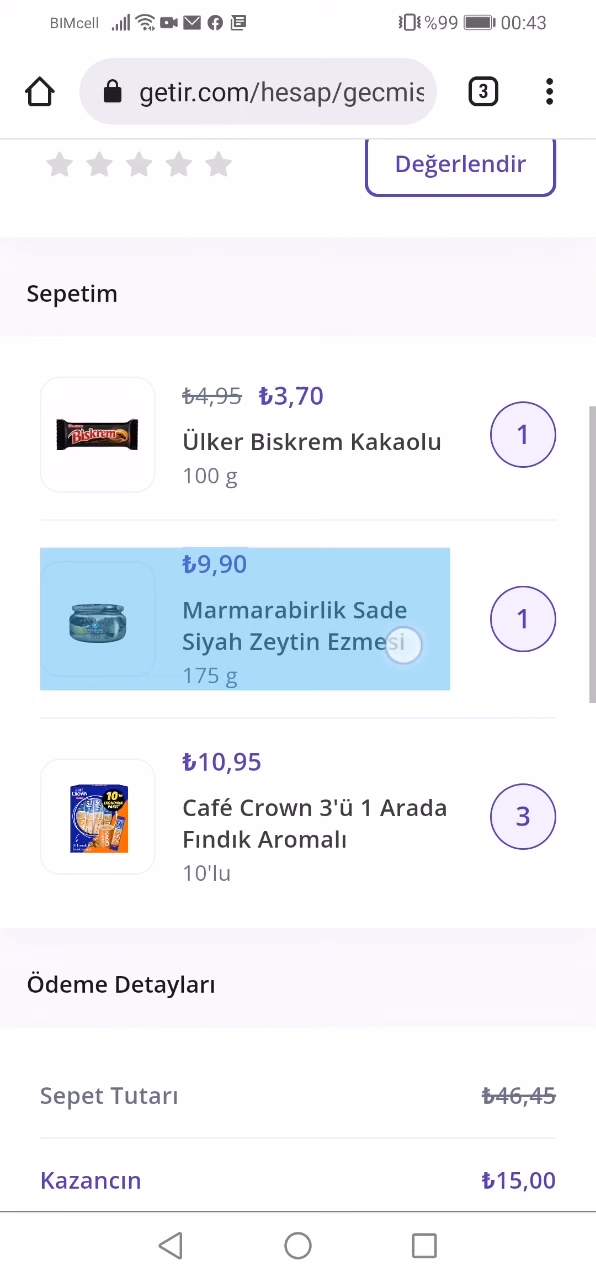 BIMcell %99 00:43
getir.com/hesap/gecmis 3
Değerlendir
Sepetim
₺4,95 ₺3,70
Ülker Biskrem Kakaolu
100 g
1
Biskrem
₺9,90
Marmarabirlik Sade
Siyah Zeytin Ezmesi
175 g
1
₺10,95
Café Crown 3'ü 1 Arada
Fındık Aromalı
10'lu
3
Ödeme Detayları
Sepet Tutarı ₺46,45
Kazancın ₺15,00